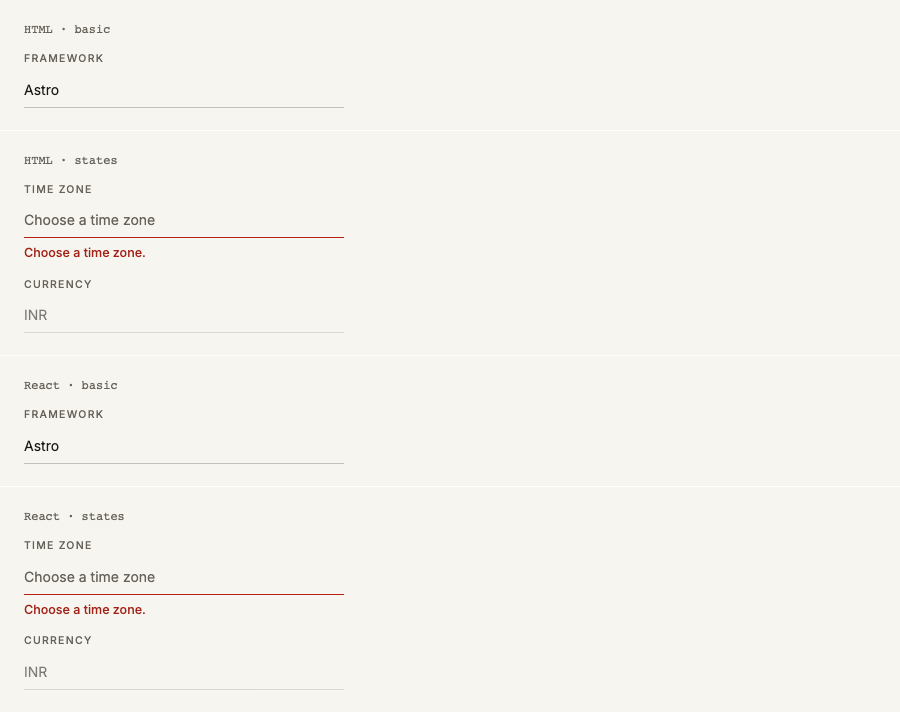 HTML · basic
FRAMEWORK
Astro
HTML · states
TIME ZONE
Choose a time zone
Choose a time zone.
CURRENCY
INR
React · basic
FRAMEWORK
Astro
React · states
TIME ZONE
Choose a time zone
Choose a time zone.
CURRENCY
INR